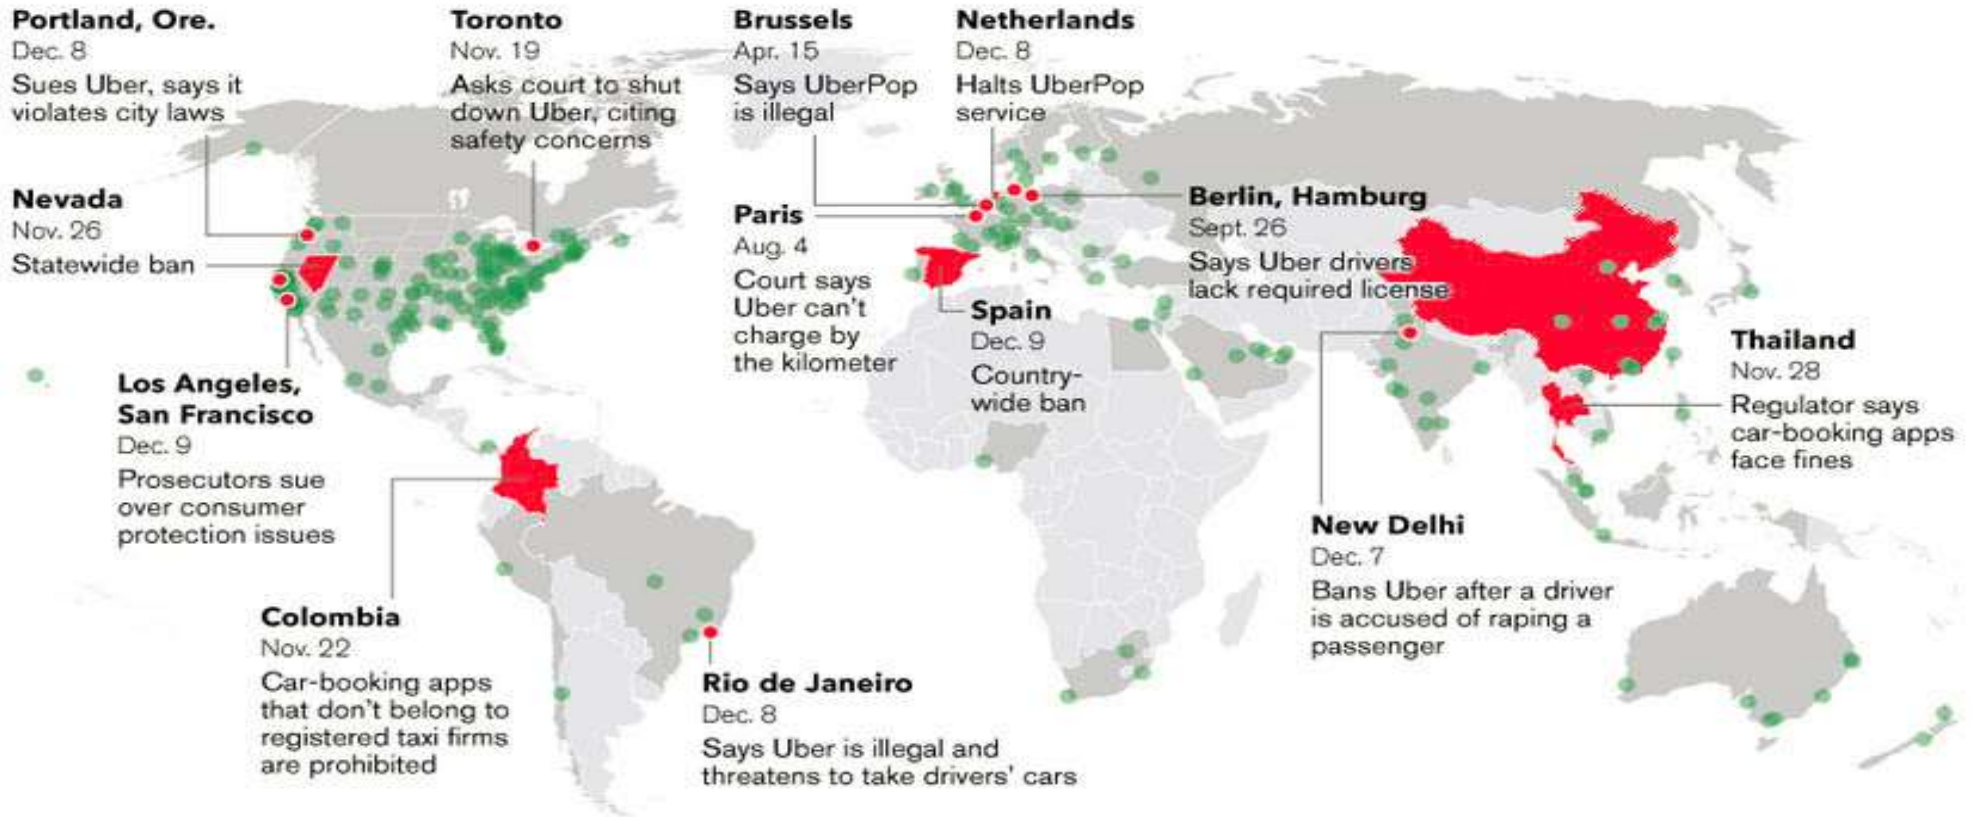 Portland, Ore.
Dec. 8
Sues Uber, says it
violates city laws
Toronto
Nov. 19
Asks court to shut
down Uber, citing
safety concerns
Brussels
Apr. 15
Says UberPop
is illegal
Netherlands
Dec. 8
Halts UberPop
service
Nevada
Nov. 26
Statewide ban
Paris
Aug. 4
Court says
Uber can't
charge by
the kilometer
Berlin, Hamburg
Sept. 26
Says Uber drivers
lack required license
Spain
Dec. 9
Country-
wide ban
Thailand
Nov. 28
Regulator says
car-booking apps
face fines
Los Angeles,
San Francisco
Dec. 9
Prosecutors sue
over consumer
protection issues
New Delhi
Dec. 7
Bans Uber after a driver
is accused of raping a
passenger
Colombia
Nov. 22
Car-booking apps
that don't belong to
registered taxi firms
are prohibited
Rio de Janeiro
Dec. 8
Says Uber is illegal and
threatens to take drivers' cars